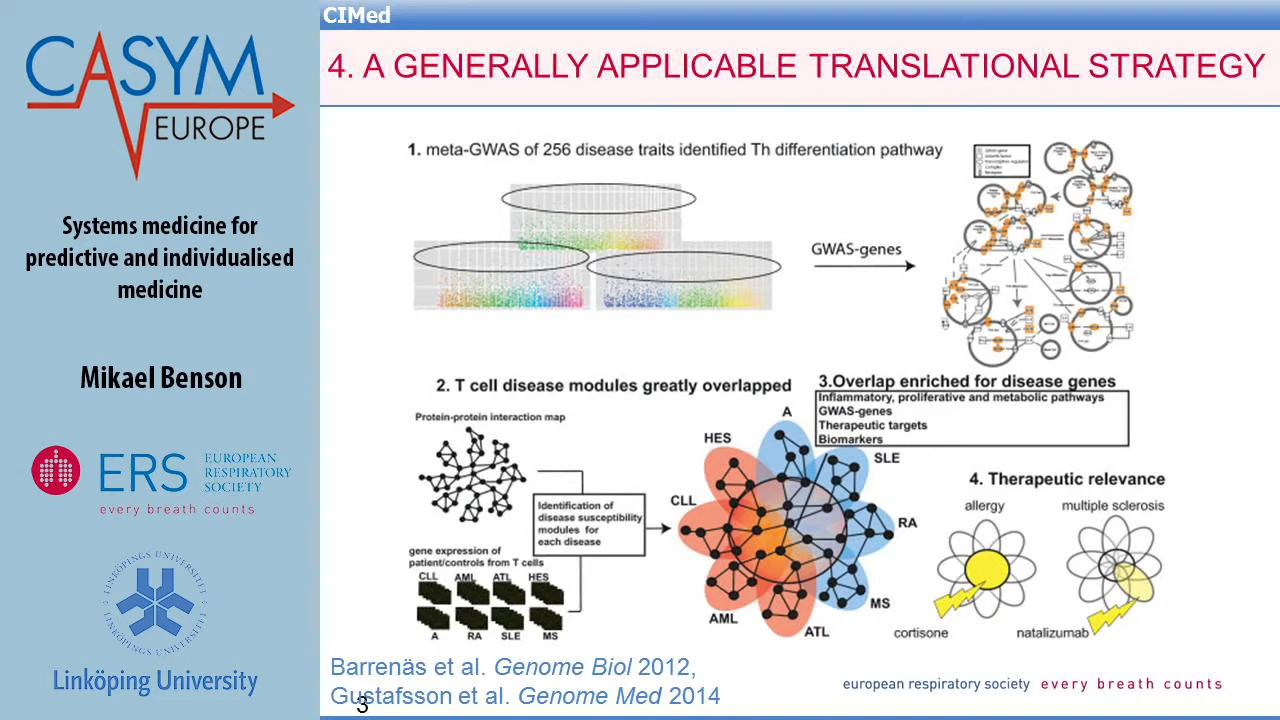 CASYM
EUROPE
Systems medicine for
predictive and individualised
medicine
Mikael Benson
ERS
EUROPEAN
RESPIRATORY
SOCIETY
every breath counts
LINKÖPINGS UNIVERSITET
LINKÖPINGS UNIVERSITET
Linköping University
CIMed
4. A GENERALLY APPLICABLE TRANSLATIONAL STRATEGY
1. meta-GWAS of 256 disease traits identified Th differentiation pathway
GWAS-genes
2. T cell disease modules greatly overlapped
Protein-protein interaction map
Identification of
disease susceptibility
modules for
each disease
gene expression of
patient/controls from T cells
CLL AML ATL HES
A RA SLE MS
3.Overlap enriched for disease genes
Inflammatory, proliferative and metabolic pathways
GWAS-genes
Therapeutic targets
Biomarkers
A
HES
SLE
CLL
RA
MS
AML
ATL
4. Therapeutic relevance
allergy multiple sclerosis
cortisone natalizumab
Barrenäs et al. Genome Biol 2012,
Gustafsson et al. Genome Med 2014
3
european respiratory society every breath counts